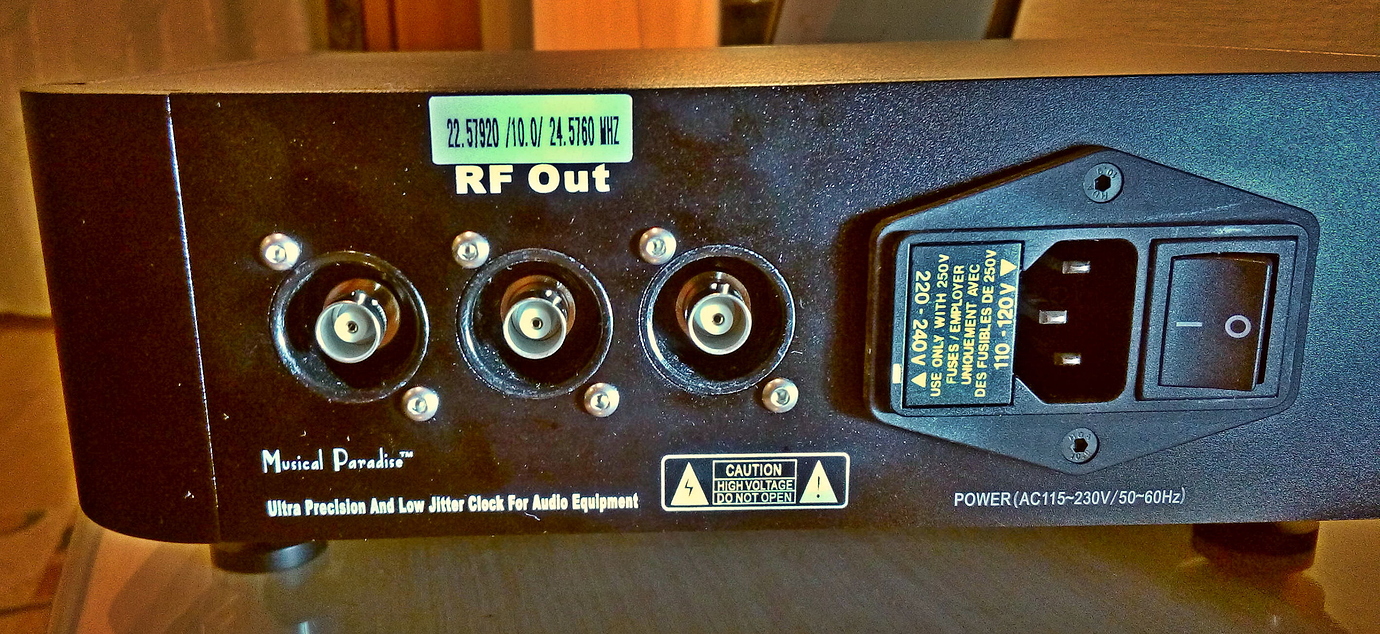 22.57920 /10.0/ 24.5760 MHZ
RF Out
220 - 240V
USE ONLY WITH 250V
FUSES / EMPLOYER
UNIQUEMENT AVEC
DES FUSIBLES DE 250V
110 - 120V
Musical Paradise™
Ultra Precision And Low Jitter Clock For Audio Equipment
CAUTION
HIGH VOLTAGE
DO NOT OPEN
POWER(AC115~230V/50~60Hz)